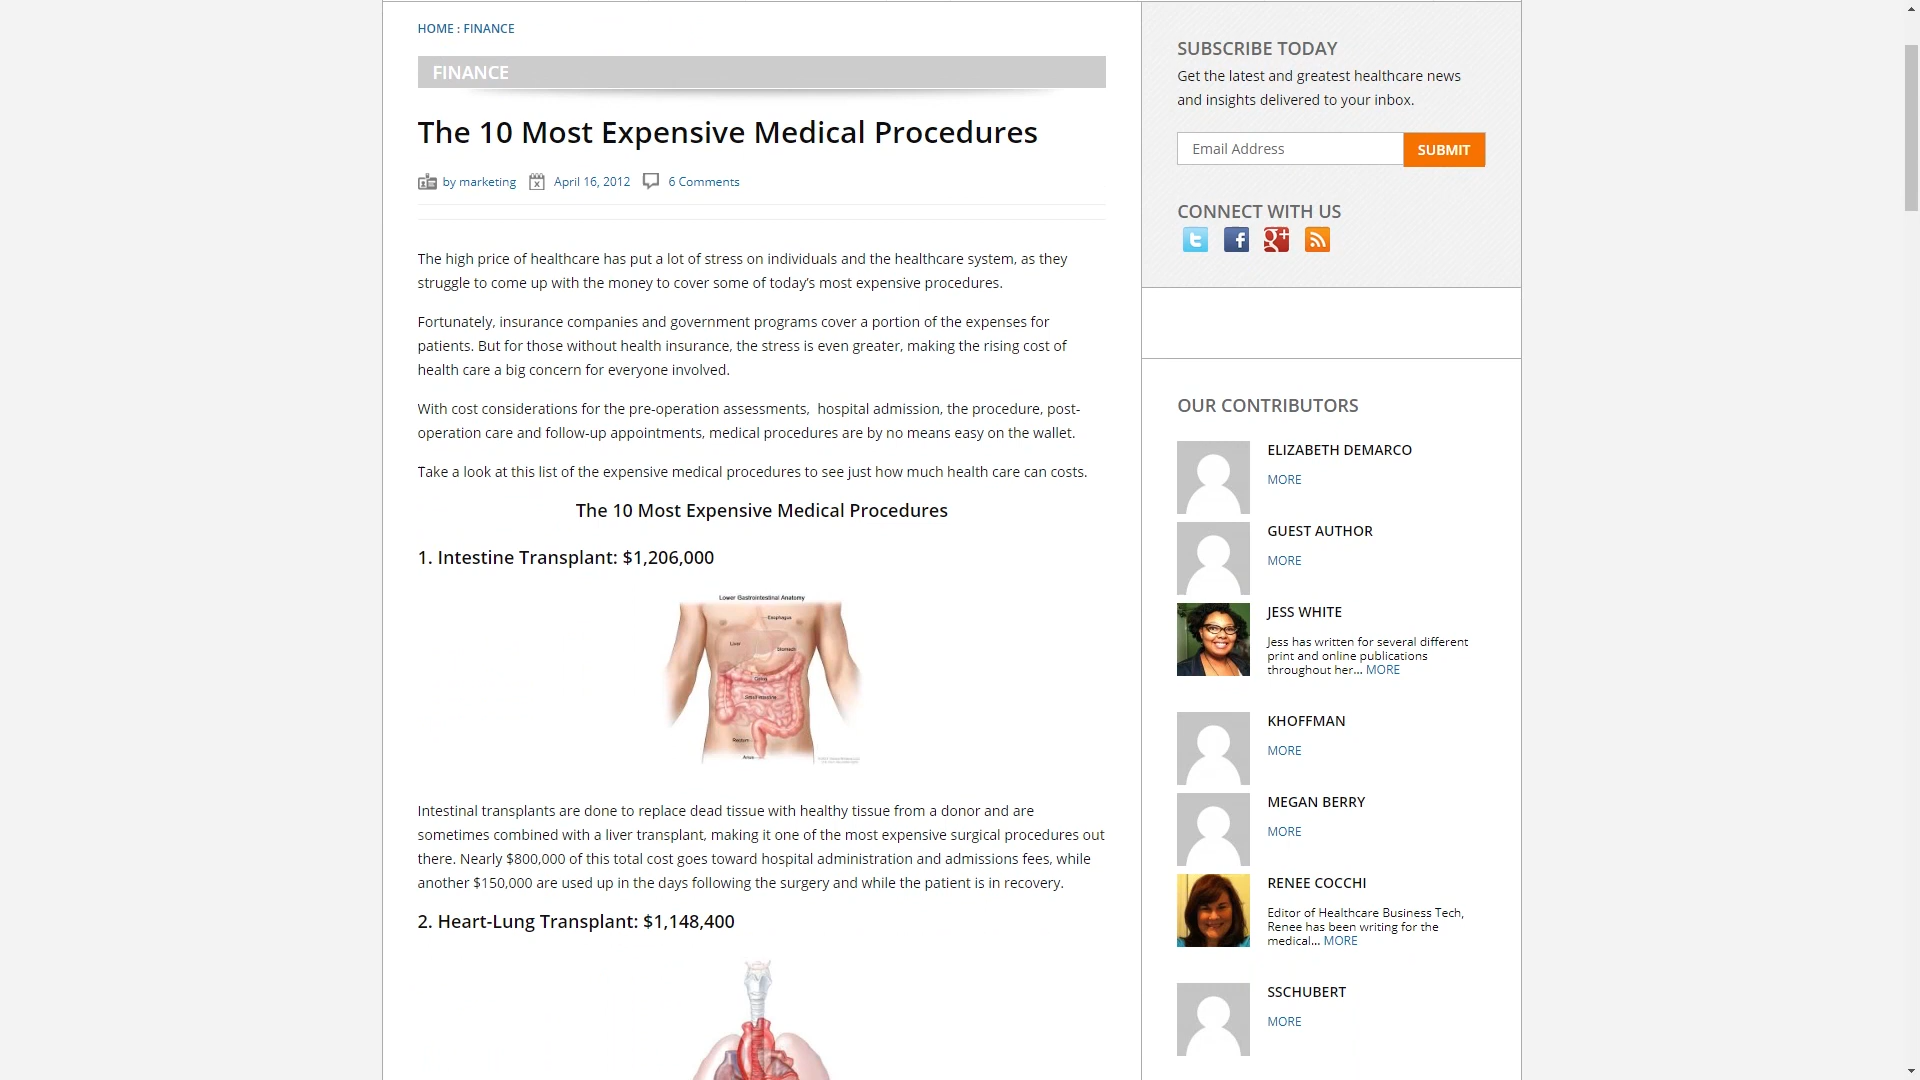 HOME : FINANCE
FINANCE
The 10 Most Expensive Medical Procedures
by marketing April 16, 2012 6 Comments
The high price of healthcare has put a lot of stress on individuals and the healthcare system, as they
struggle to come up with the money to cover some of today’s most expensive procedures.
Fortunately, insurance companies and government programs cover a portion of the expenses for
patients. But for those without health insurance, the stress is even greater, making the rising cost of
health care a big concern for everyone involved.
With cost considerations for the pre-operation assessments,  hospital admission, the procedure, post-
operation care and follow-up appointments, medical procedures are by no means easy on the wallet.
Take a look at this list of the expensive medical procedures to see just how much health care can costs.
The 10 Most Expensive Medical Procedures
1. Intestine Transplant: $1,206,000
Lower Gastrointestinal Anatomy
Esophagus
Liver
Stomach
Colon
Small Intestine
Rectum
Anus
Intestinal transplants are done to replace dead tissue with healthy tissue from a donor and are
sometimes combined with a liver transplant, making it one of the most expensive surgical procedures out
there. Nearly $800,000 of this total cost goes toward hospital administration and admissions fees, while
another $150,000 are used up in the days following the surgery and while the patient is in recovery.
2. Heart-Lung Transplant: $1,148,400
SUBSCRIBE TODAY
Get the latest and greatest healthcare news
and insights delivered to your inbox.
Email Address SUBMIT
CONNECT WITH US
OUR CONTRIBUTORS
ELIZABETH DEMARCO
MORE
GUEST AUTHOR
MORE
JESS WHITE
Jess has written for several different
print and online publications
throughout her... MORE
KHOFFMAN
MORE
MEGAN BERRY
MORE
RENEE COCCHI
Editor of Healthcare Business Tech,
Renee has been writing for the
medical... MORE
SSCHUBERT
MORE